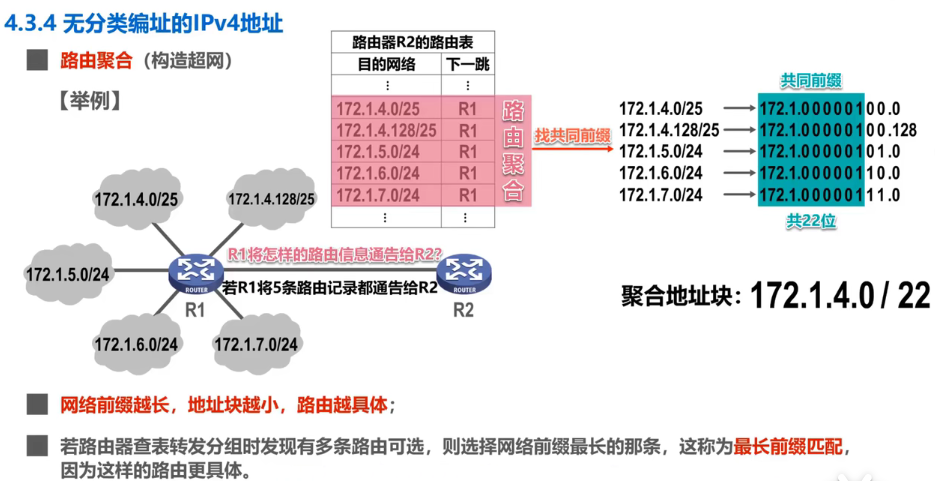 4.3.4 无分类编址的IPv4地址
路由聚合（构造超网）
【举例】
路由器R2的路由表
目的网络 下一跳
⋮ ⋮
172.1.4.0/25 R1
172.1.4.128/25 R1
172.1.5.0/24 R1
172.1.6.0/24 R1
172.1.7.0/24 R1
⋮ ⋮
路由聚合
找共同前缀
共同前缀
172.1.4.0/25 172.1.00000100.0
172.1.4.128/25 172.1.00000100.128
172.1.5.0/24 172.1.00000101.0
172.1.6.0/24 172.1.00000110.0
172.1.7.0/24 172.1.00000111.0
共22位
172.1.4.0/25
172.1.4.128/25
172.1.5.0/24
172.1.6.0/24
172.1.7.0/24
R1将怎样的路由信息通告给R2?
若R1将5条路由记录都通告给R2
ROUTER
R1
ROUTER
R2
聚合地址块：172.1.4.0 / 22
网络前缀越长，地址块越小，路由越具体；
若路由器查表转发分组时发现有多条路由可选，则选择网络前缀最长的那条，这称为最长前缀匹配，
因为这样的路由更具体。